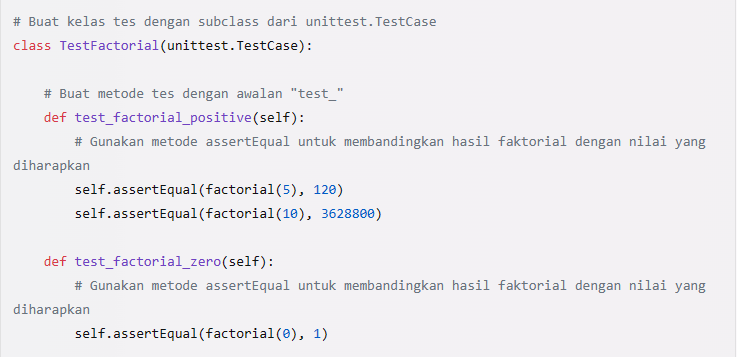 # Buat kelas tes dengan subclass dari unittest.TestCase
class TestFactorial(unittest.TestCase):
    # Buat metode tes dengan awalan "test_"
    def test_factorial_positive(self):
        # Gunakan metode assertEqual untuk membandingkan hasil faktorial dengan nilai yang
diharapkan
        self.assertEqual(factorial(5), 120)
        self.assertEqual(factorial(10), 3628800)
    def test_factorial_zero(self):
        # Gunakan metode assertEqual untuk membandingkan hasil faktorial dengan nilai yang
diharapkan
        self.assertEqual(factorial(0), 1)